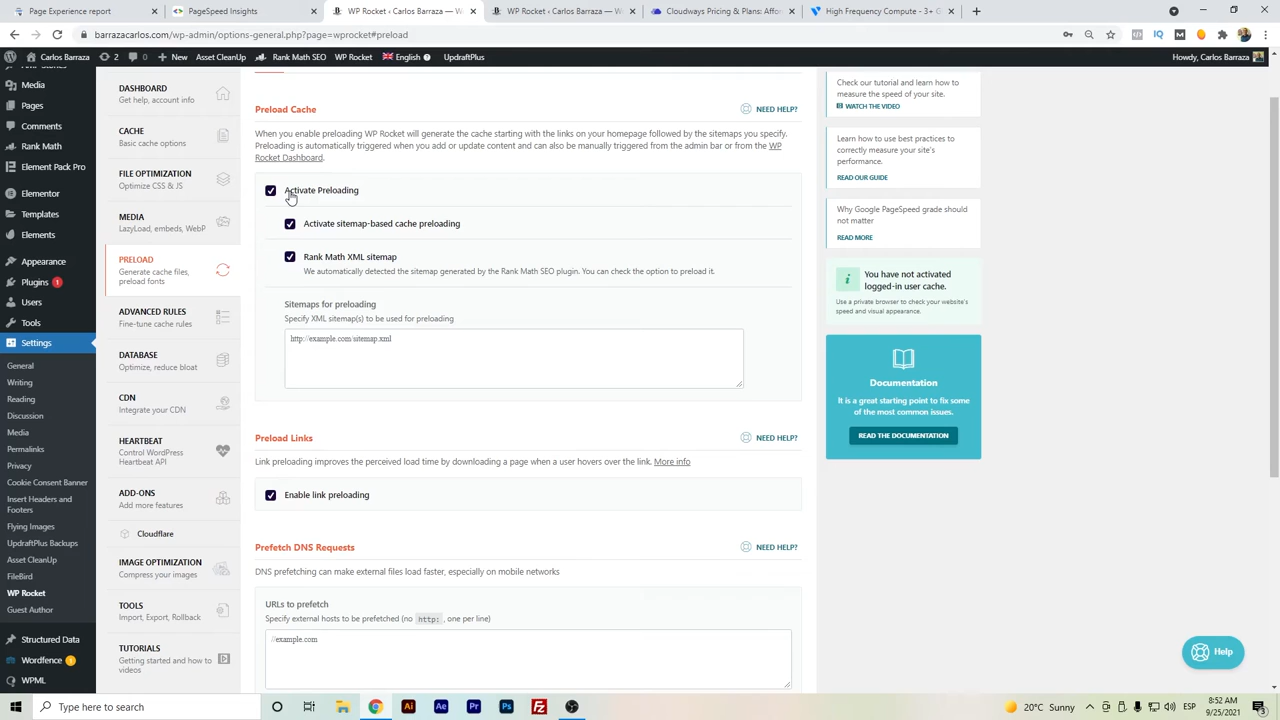 Page Experience
PageSpeed Insights
Barraza Carlos - W
WP Rocket ‹ Barraza Carlos — W
Cloudways Pricing & Plans: Afford
High Frequency Computers - G
barrazacarlos.com/wp-admin/options-general.php?page=wprocket#preload
Carlos Barraza
2
0
New
Asset CleanUp
Rank Math SEO
WP Rocket
English
UpdraftPlus
Howdy, Carlos Barraza
Media
Pages
Comments
Rank Math
Element Pack Pro
Elementor
Templates
Elements
Appearance
Plugins 1
Users
Tools
Settings
General
Writing
Reading
Discussion
Media
Permalinks
Privacy
Cookie Consent Banner
Insert Headers and
Footers
Flying Images
UpdraftPlus Backups
Asset CleanUp
FileBird
WP Rocket
Guest Author
Structured Data
Wordfence 1
WPML
DASHBOARD
Get help, account info
CACHE
Basic cache options
FILE OPTIMIZATION
Optimize CSS & JS
MEDIA
LazyLoad, embeds, WebP
PRELOAD
Generate cache files,
preload fonts
ADVANCED RULES
Fine-tune cache rules
DATABASE
Optimize, reduce bloat
CDN
Integrate your CDN
HEARTBEAT
Control WordPress
Heartbeat API
ADD-ONS
Add more features
Cloudflare
IMAGE OPTIMIZATION
Compress your images
TOOLS
Import, Export, Rollback
TUTORIALS
Getting started and how to
videos
Preload Cache
NEED HELP?
When you enable preloading WP Rocket will generate the cache starting with the links on your homepage followed by the sitemaps you specify.
Preloading is automatically triggered when you add or update content and can also be manually triggered from the admin bar or from the WP
Rocket Dashboard.
Activate Preloading
Activate sitemap-based cache preloading
Rank Math XML sitemap
We automatically detected the sitemap generated by the Rank Math SEO plugin. You can check the option to preload it.
Sitemaps for preloading
Specify XML sitemap(s) to be used for preloading
http://example.com/sitemap.xml
Preload Links
NEED HELP?
Link preloading improves the perceived load time by downloading a page when a user hovers over the link. More info
Enable link preloading
Prefetch DNS Requests
NEED HELP?
DNS prefetching can make external files load faster, especially on mobile networks
URLs to prefetch
Specify external hosts to be prefetched (no http: , one per line)
//example.com
Check our tutorial and learn how to
measure the speed of your site.
WATCH THE VIDEO
Learn how to use best practices to
correctly measure your site's
performance.
READ OUR GUIDE
Why Google PageSpeed grade should
not matter
READ MORE
You have not activated
logged-in user cache.
Use a private browser to check your website's
speed and visual appearance.
Documentation
It is a great starting point to fix some
of the most common issues.
READ THE DOCUMENTATION
Help
Type here to search
20°C Sunny
ESP
8:52 AM
9/25/2021